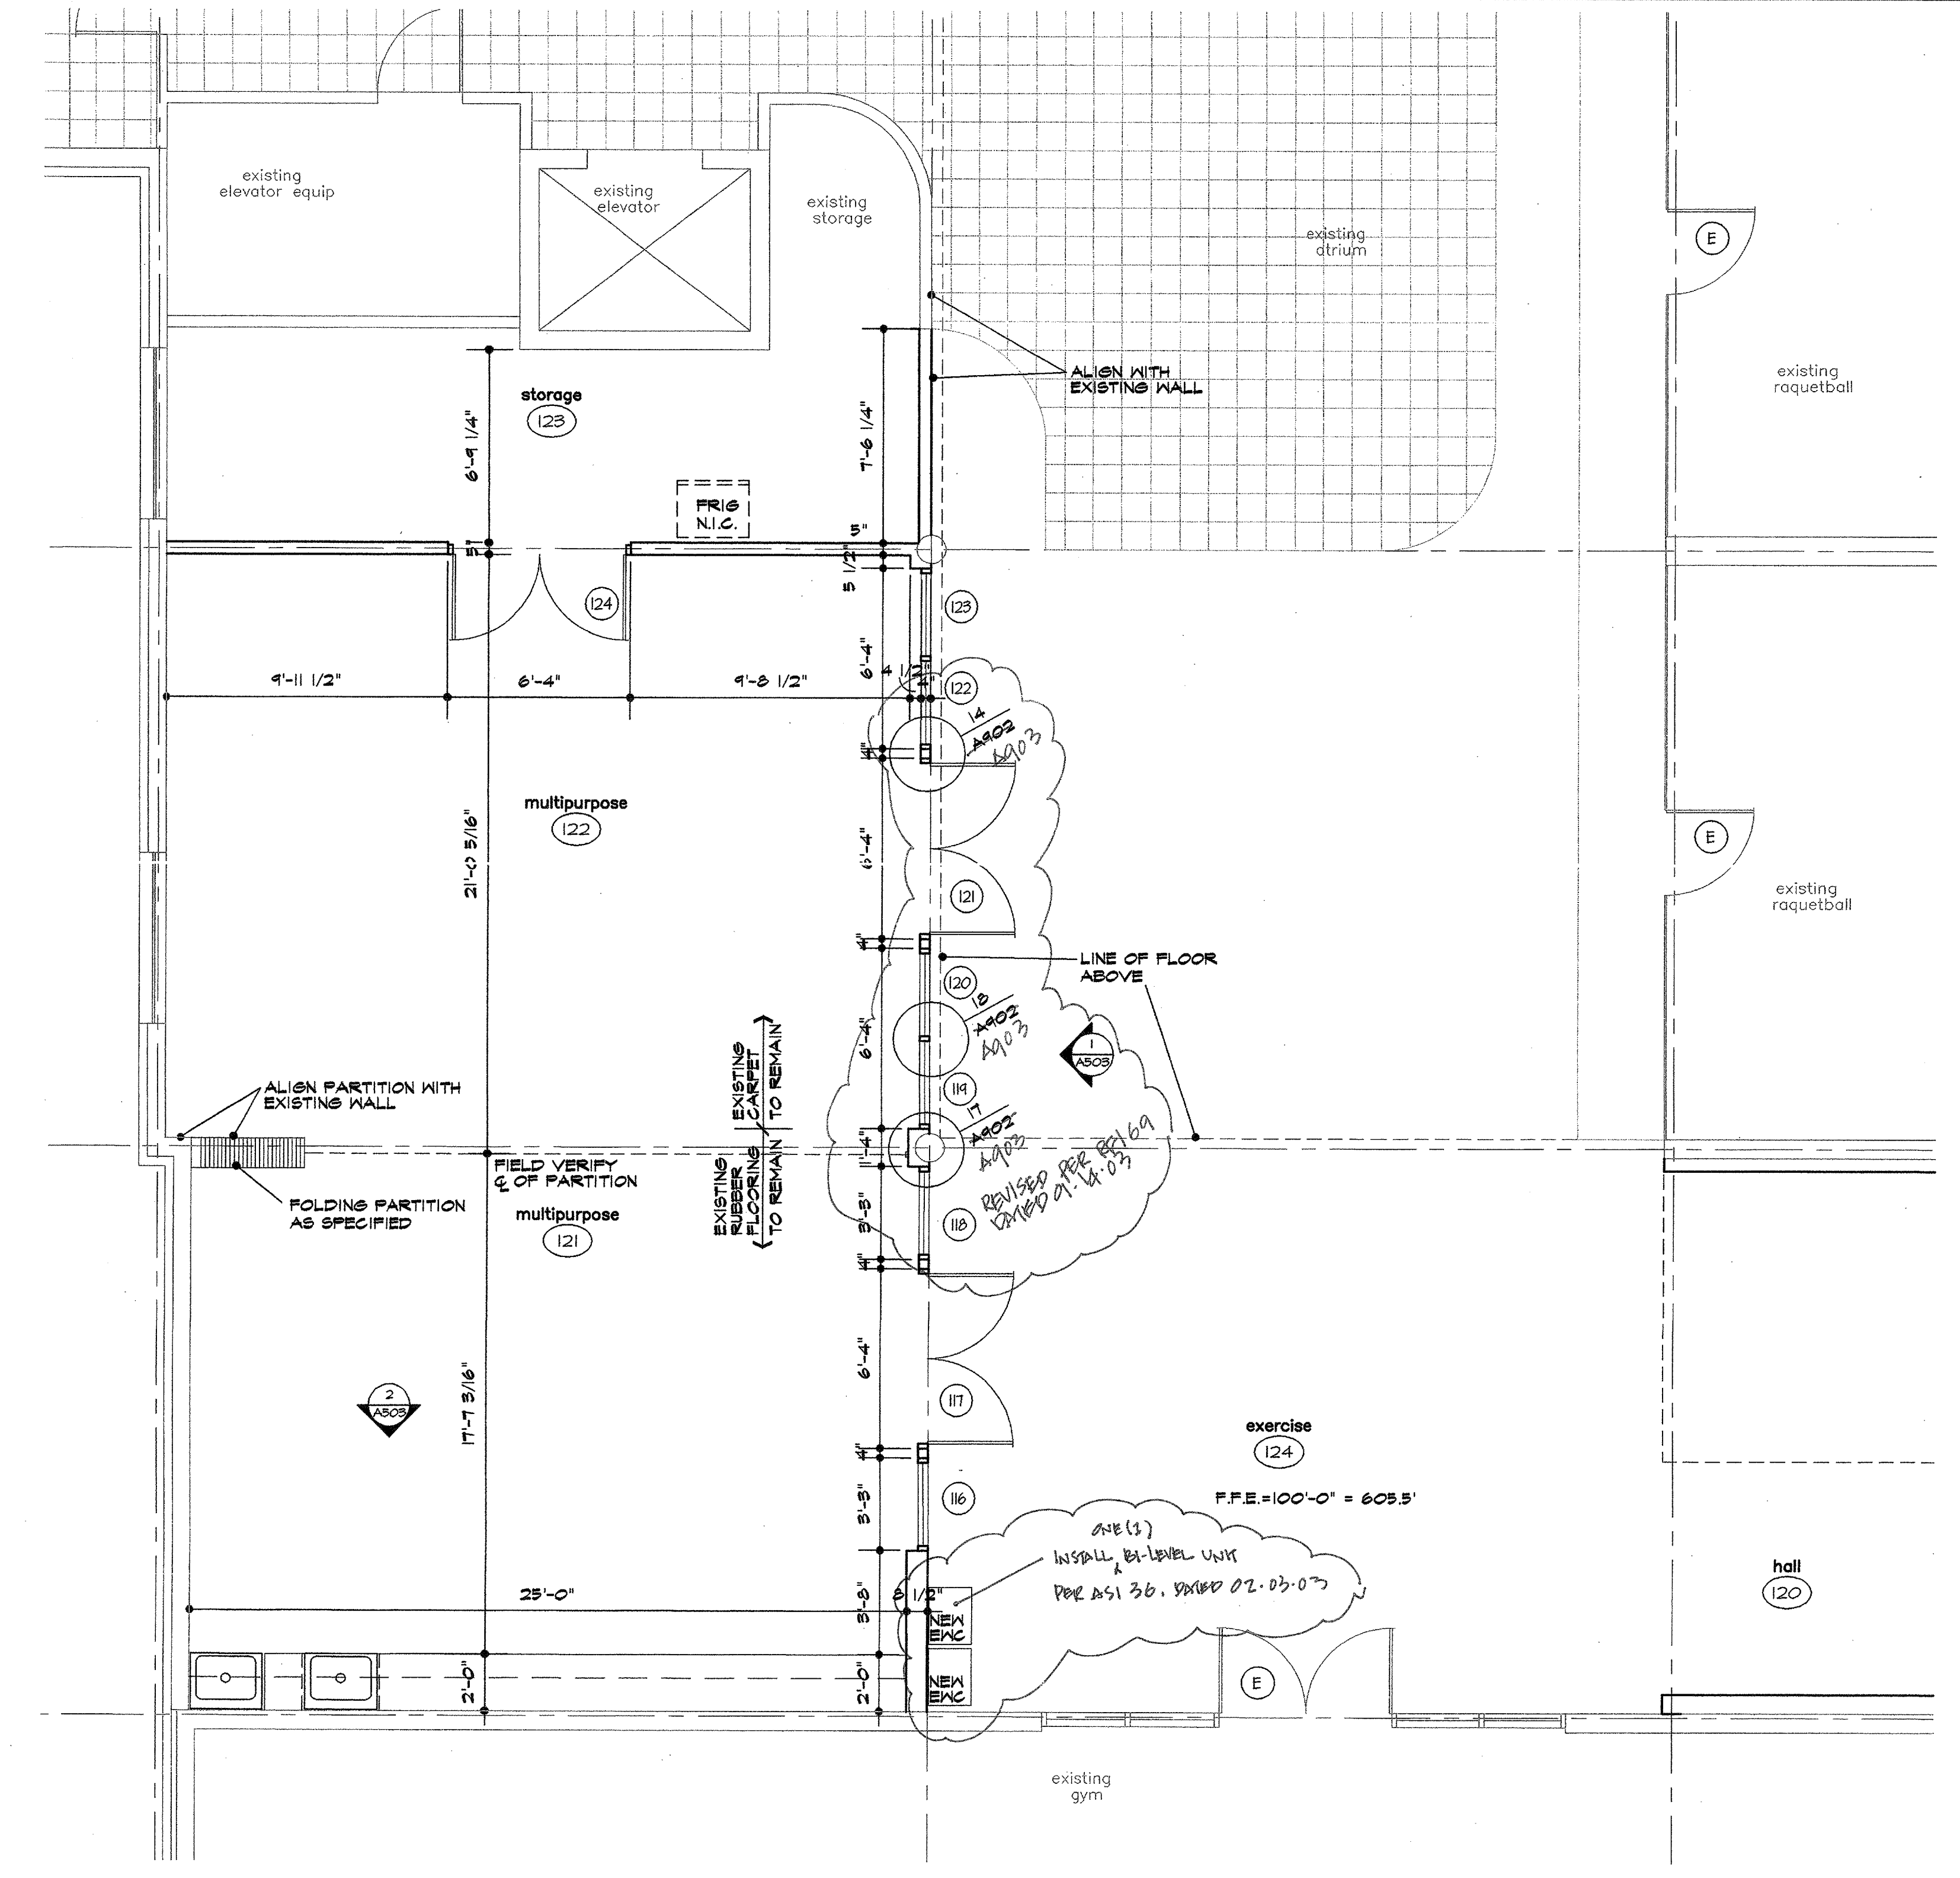 existing
elevator equip
existing
elevator
existing
storage
existing
atrium
E
existing
raquetball
ALIGN WITH
EXISTING WALL
storage
123
6'-9 1/4"
7'-6 1/4"
FRIG
N.I.C.
5"
5"
5 1/2"
124
123
6'-4"
4 1/2"
4"
122
9'-11 1/2"
6'-4"
9'-8 1/2"
14
A902
A903
4"
multipurpose
122
21'-0 5/16"
6'-4"
E
121
existing
raquetball
4"
LINE OF FLOOR
ABOVE
120
18
A902
A903
6'-4"
1
A503
EXISTING
CARPET
TO REMAIN
119
ALIGN PARTITION WITH
EXISTING WALL
17
A902
A903
1'-4"
REVISED PER RFI 69
DATED 01.14.03
FIELD VERIFY
℄ OF PARTITION
EXISTING
RUBBER
FLOORING
TO REMAIN
FOLDING PARTITION
AS SPECIFIED
multipurpose
121
3'-3"
118
4"
6'-4"
2
A503
17'-7 3/16"
117
exercise
124
4"
3'-3"
116
F.F.E.=100'-0" = 605.5'
ONE (1)
INSTALL BI-LEVEL UNIT
PER ASI 36. DATED 02.03.03
hall
120
25'-0"
3'-8"
8 1/2"
NEW
EWC
2'-0"
2'-0"
NEW
EWC
E
existing
gym